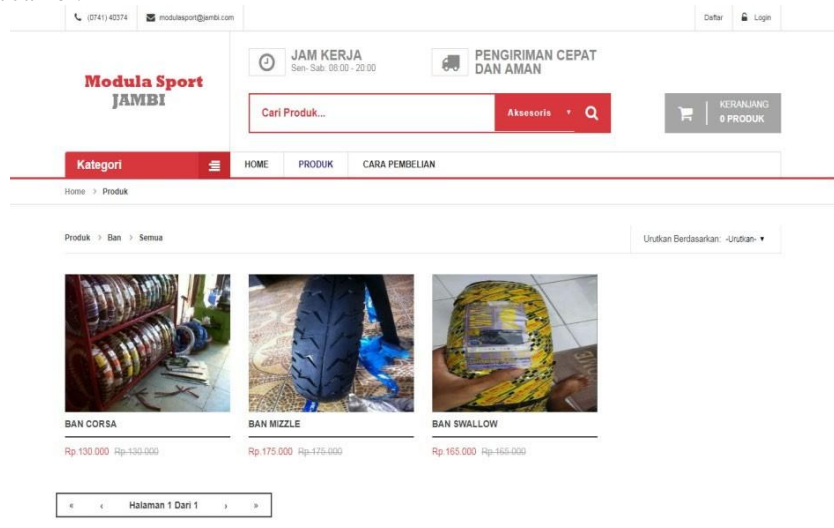 (0741) 40374 modulasport@jambi.com Daftar Login
Modula Sport
JAMBI
JAM KERJA
Sen- Sab: 08:00 - 20:00
PENGIRIMAN CEPAT
DAN AMAN
Cari Produk... Aksesoris
KERANJANG
0 PRODUK
Kategori HOME PRODUK CARA PEMBELIAN
Home > Produk
Produk > Ban > Semua Urutkan Berdasarkan: -Urutkan- ▾
BAN CORSA
Rp.130.000 Rp.130.000
BAN MIZZLE
Rp.175.000 Rp.175.000
BAN SWALLOW
Rp.165.000 Rp.165.000
« ‹ Halaman 1 Dari 1 › »